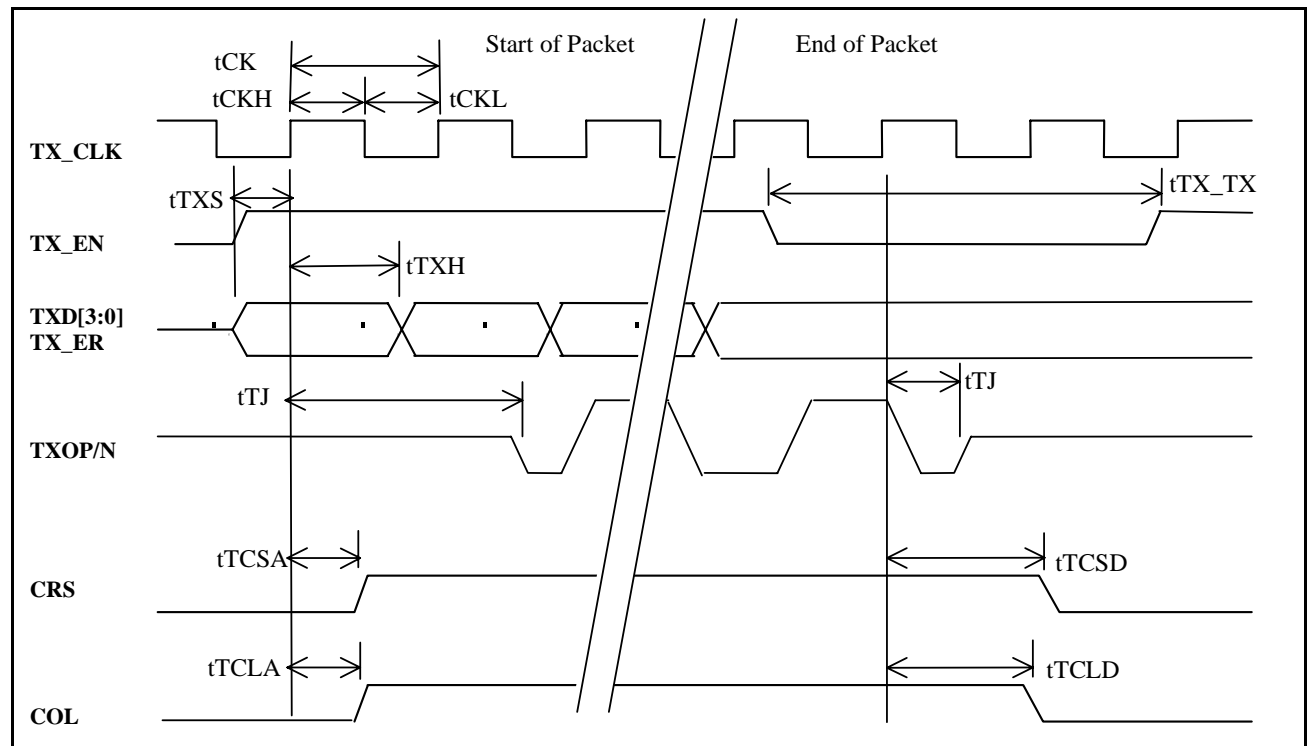 Start of Packet
End of Packet
tCK
tCKH
tCKL
TX_CLK
tTXS
tTX_TX
TX_EN
tTXH
TXD[3:0]
TX_ER
tTJ
tTJ
TXOP/N
tTCSA
tTCSD
CRS
tTCLA
tTCLD
COL